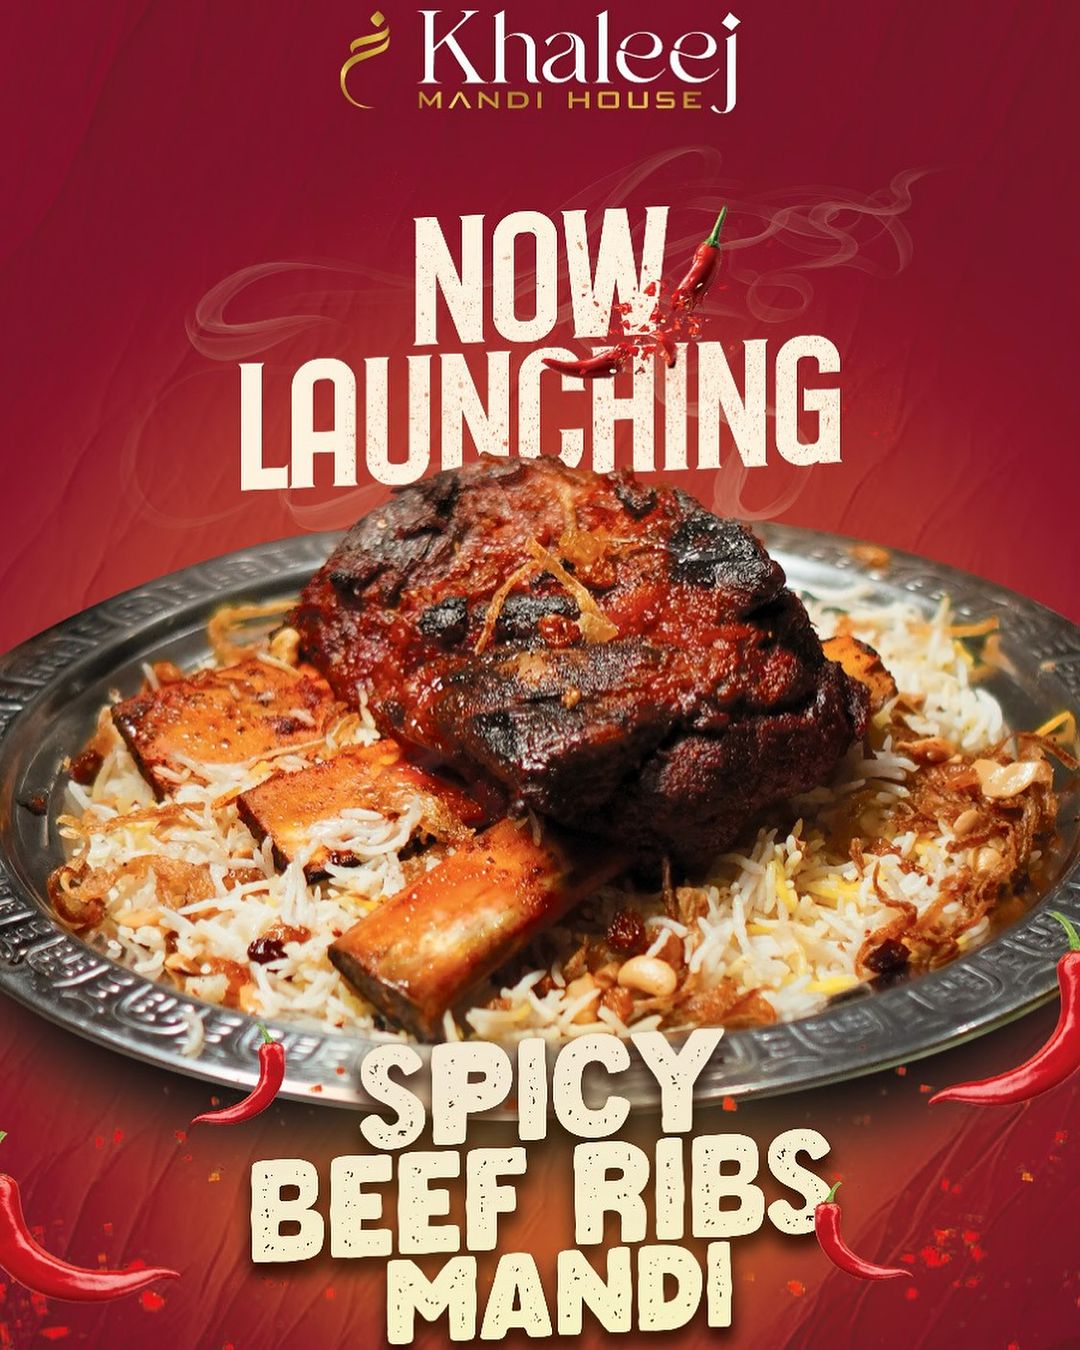 خ Khaleej
MANDI HOUSE
NOW
LAUNCHING
SPICY
BEEF RIBS
MANDI